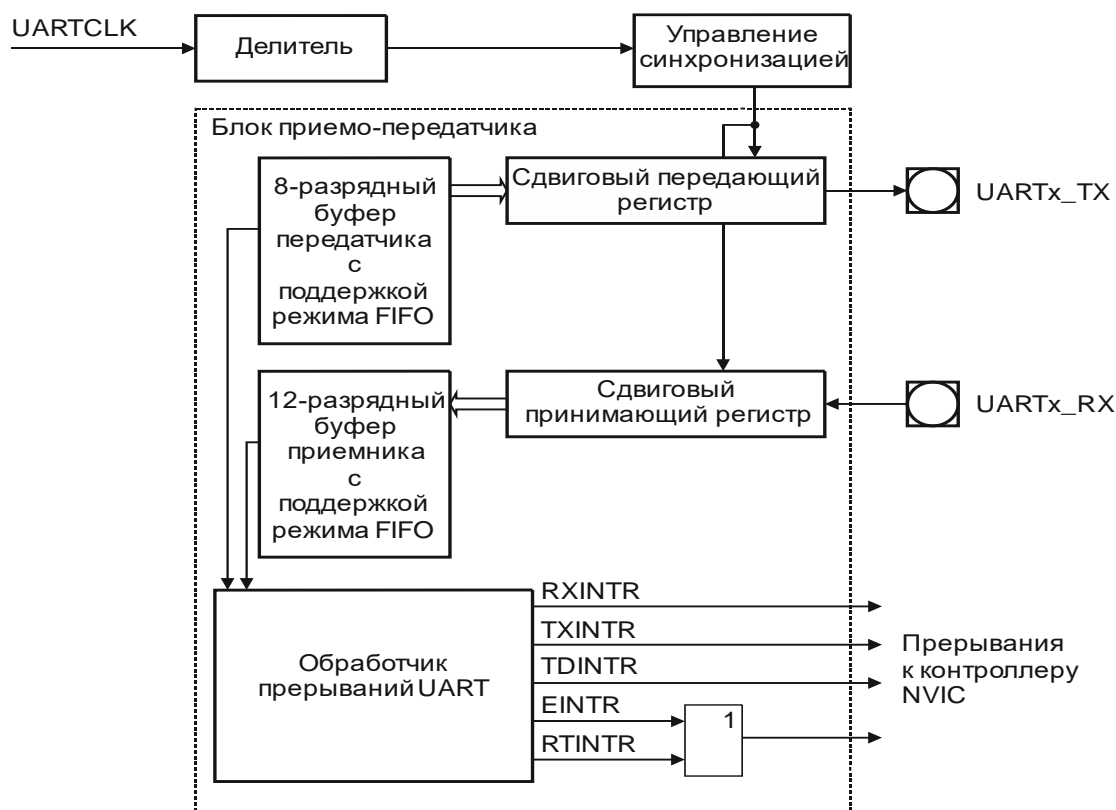 UARTCLK
Делитель
Управление
синхронизацией
Блок приемо-передатчика
8-разрядный
буфер
передатчика
с
поддержкой
режима FIFO
Сдвиговый передающий
регистр
UARTx_TX
12-разрядный
буфер
приемника
с
поддержкой
режима FIFO
Сдвиговый
принимающий регистр
UARTx_RX
Обработчик
прерываний UART
RXINTR
TXINTR
TDINTR
EINTR
RTINTR
1
Прерывания
к контроллеру
NVIC